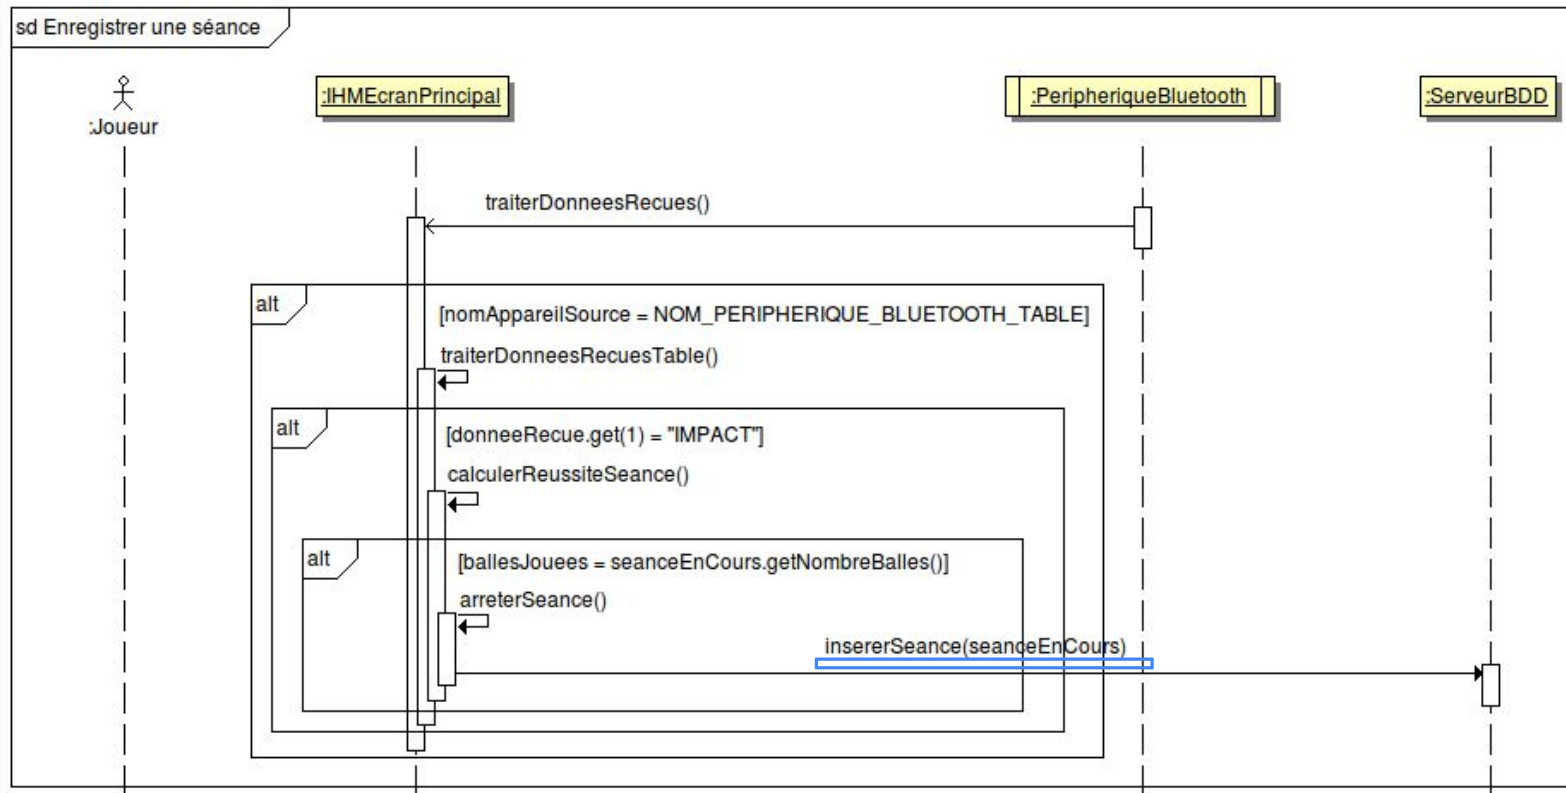 sd Enregistrer une séance
:Joueur
:IHMEcranPrincipal
:PeripheriqueBluetooth
:ServeurBDD
traiterDonneesRecues()
alt
[nomAppareilSource = NOM_PERIPHERIQUE_BLUETOOTH_TABLE]
traiterDonneesRecuesTable()
alt
[donneeRecue.get(1) = "IMPACT"]
calculerReussiteSeance()
alt
[ballesJouees = seanceEnCours.getNombreBalles()]
arreterSeance()
insererSeance(seanceEnCours)